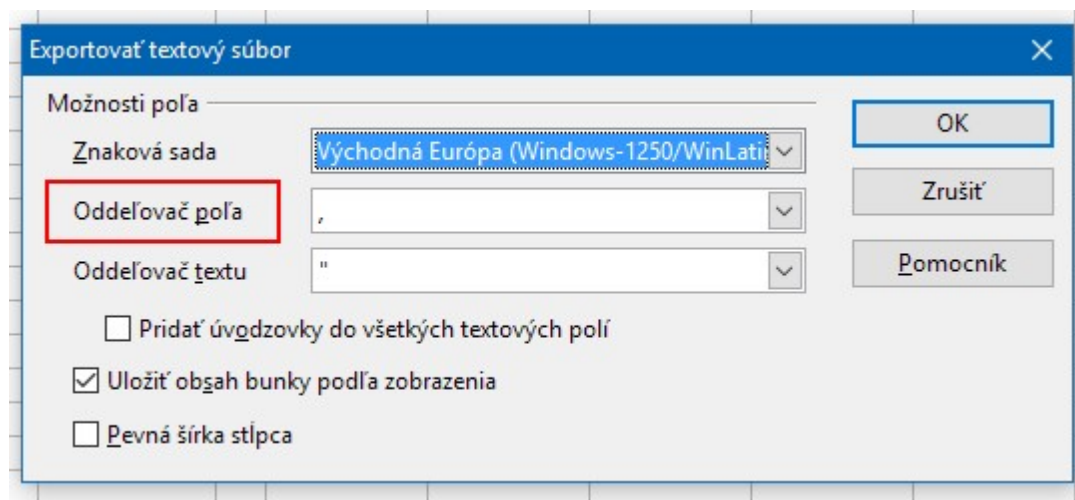 Exportovať textový súbor
Možnosti poľa
OK
Znaková sada
Východná Európa (Windows-1250/WinLati
Zrušiť
Oddeľovač poľa
,
Oddeľovač textu
"
Pomocník
Pridať úvodzovky do všetkých textových polí
Uložiť obsah bunky podľa zobrazenia
Pevná šírka stĺpca